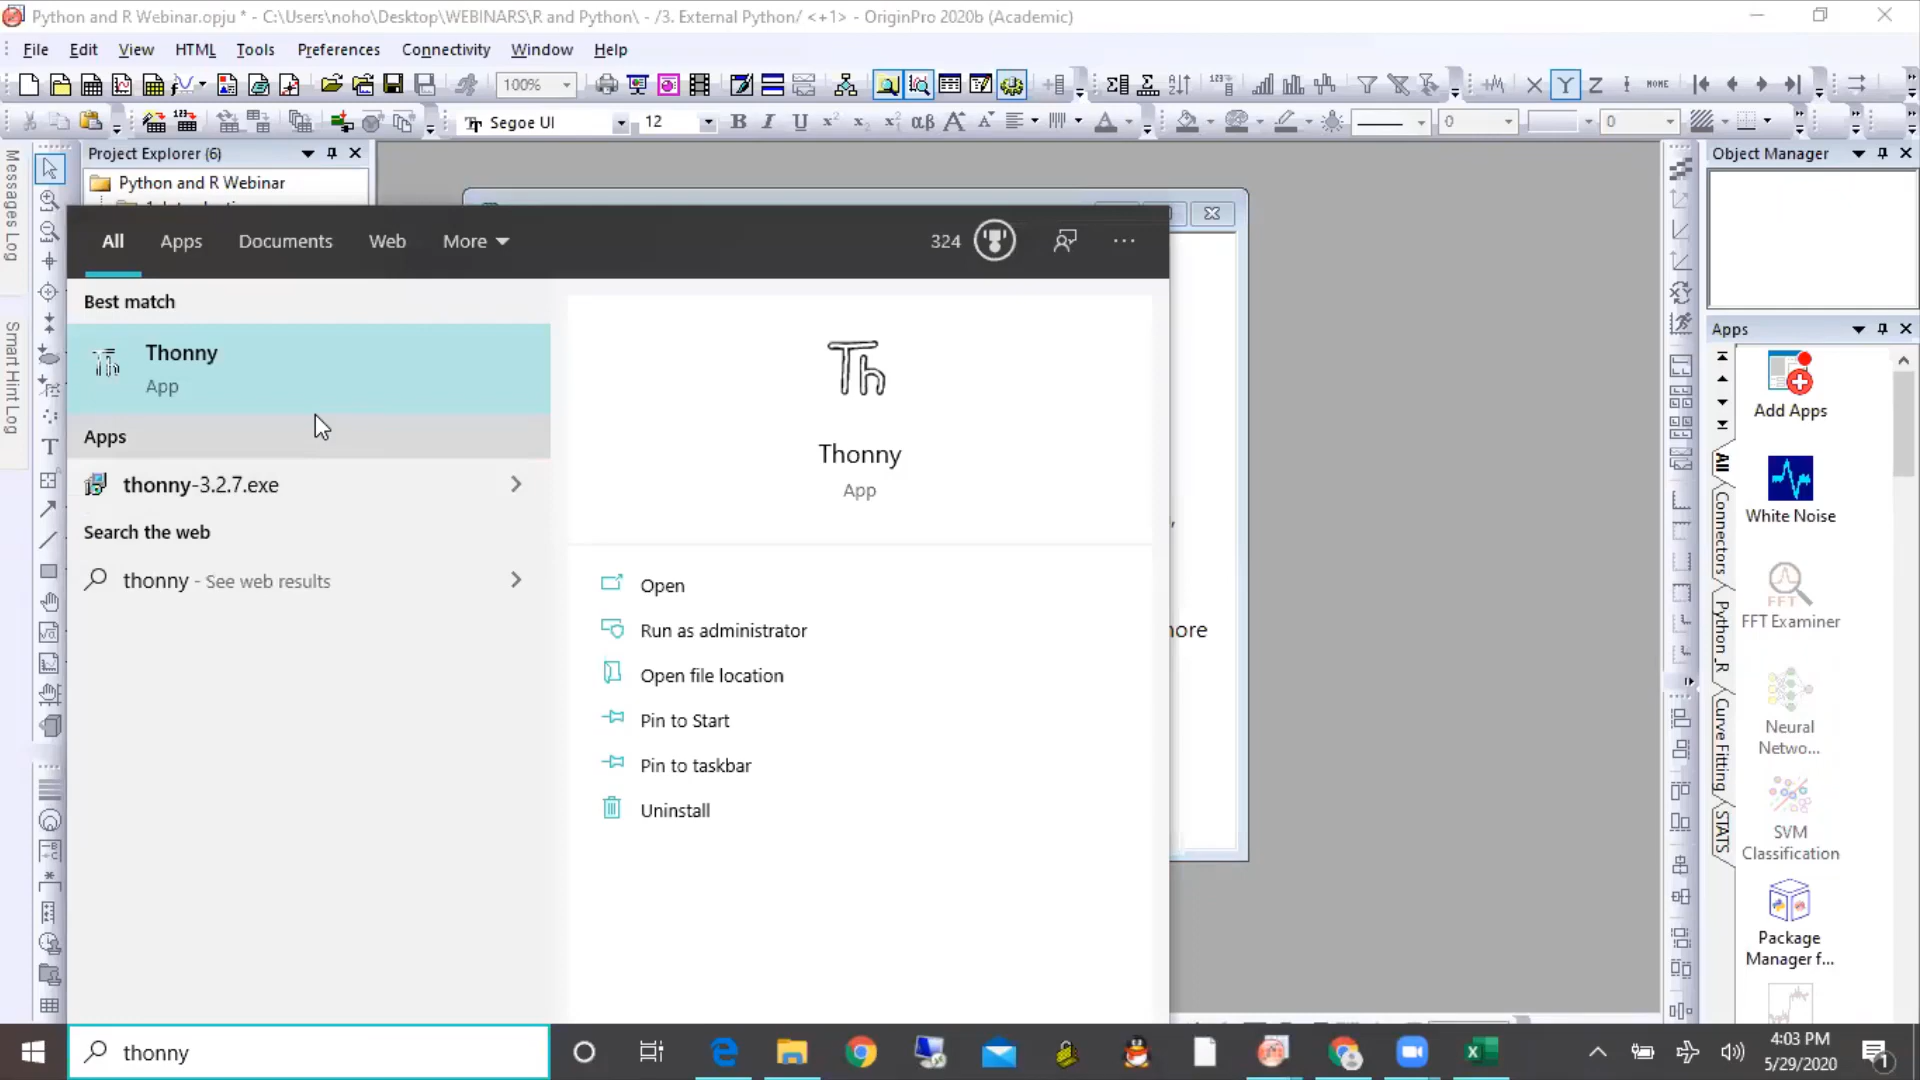 Python and R Webinar.opju * - C:\Users\noho\Desktop\WEBINARS\R and Python\ - /3. External Python/ <+1> - OriginPro 2020b (Academic)
File Edit View HTML Tools Preferences Connectivity Window Help
100%
HOME
Segoe UI 12 B I U αβ A 0 0
Messages Log
Smart Hint Log
Project Explorer (6)
Python and R Webinar
Object Manager
All Apps Documents Web More 324
Best match
Thonny
App
Apps
thonny-3.2.7.exe
Search the web
thonny - See web results
Th
Thonny
App
Open
Run as administrator
Open file location
Pin to Start
Pin to taskbar
Uninstall
Apps
All
Connectors
Python_R
Curve Fitting
STATS
Add Apps
White Noise
FFT
FFT Examiner
Neural
Netwo...
SVM
Classification
Package
Manager f...
thonny
4:03 PM
5/29/2020
1